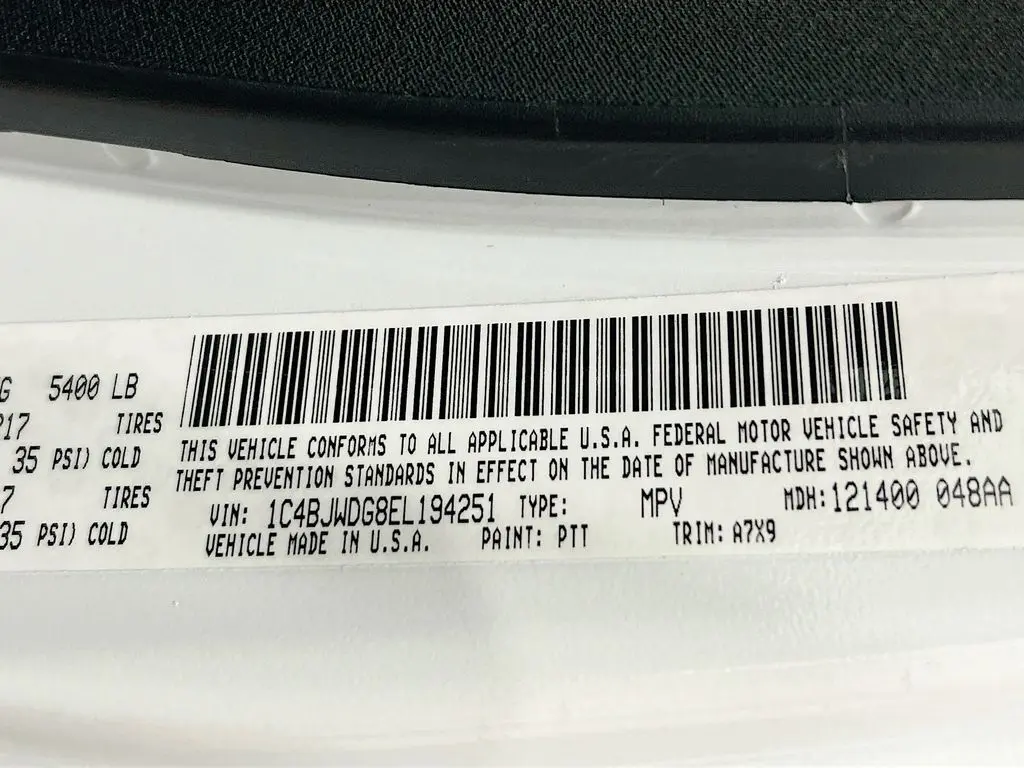 G 5400 LB
17 TIRES
35 PSI) COLD
7 TIRES
35 PSI) COLD
THIS VEHICLE CONFORMS TO ALL APPLICABLE U.S.A. FEDERAL MOTOR VEHICLE SAFETY AND
THEFT PREVENTION STANDARDS IN EFFECT ON THE DATE OF MANUFACTURE SHOWN ABOVE.
VIN: 1C4BJWDG8EL194251 TYPE: MPV MDH:121400 048AA
VEHICLE MADE IN U.S.A. PAINT: PTT TRIM: A7X9